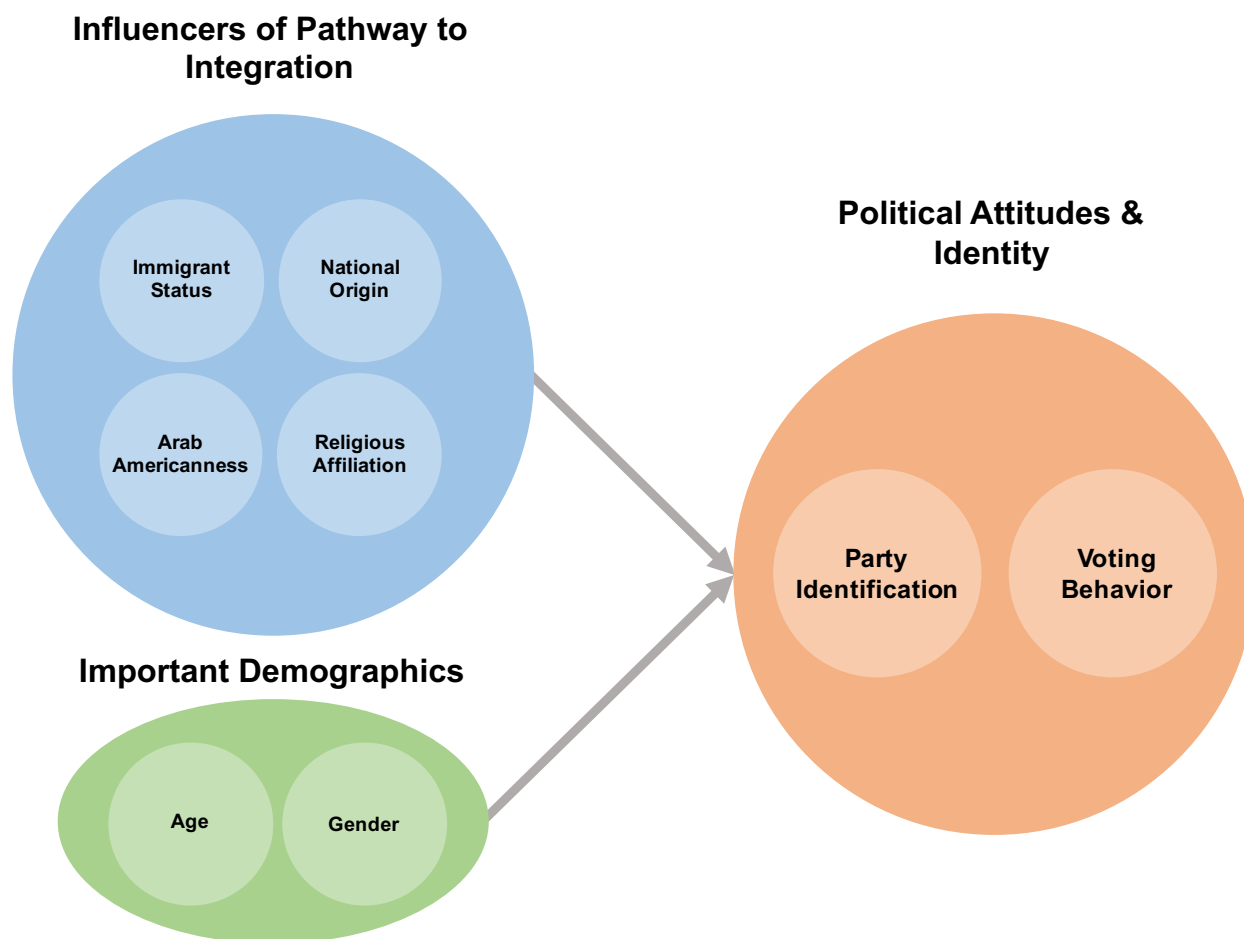 Influencers of Pathway to
Integration
Immigrant
Status
National
Origin
Arab
Americanness
Religious
Affiliation
Important Demographics
Age
Gender
Political Attitudes &
Identity
Party
Identification
Voting
Behavior